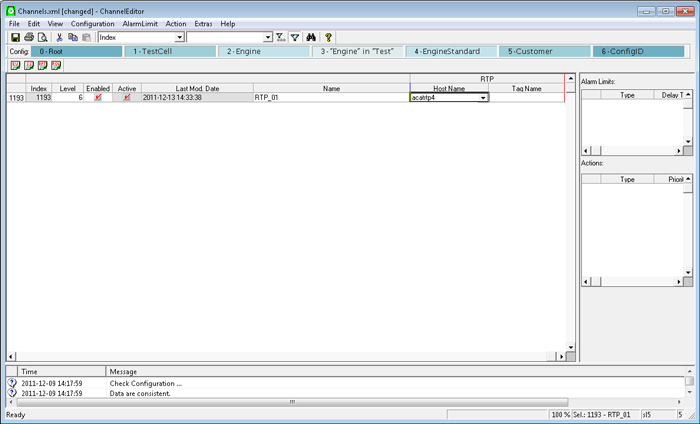 Channels.xml [changed] - ChannelEditor
File Edit View Configuration AlarmLimit Action Extras Help
Index
Config: 0 - Root 1 - TestCell 2 - Engine 3 - "Engine" in "Test" 4 - EngineStandard 5 - Customer 6 - ConfigID
RTP
Index Level Enabled Active Last Mod. Date Name Host Name Tag Name
1193 1193 6 2011-12-13 14:33:38 RTP_01 acatrtp4
Alarm Limits:
Type Delay T
Actions:
Type Priorit
Time Message
2011-12-09 14:17:59 Check Configuration ...
2011-12-09 14:17:59 Data are consistent.
Ready 100 % Sel.: 1193 - RTP_01 sl5 5